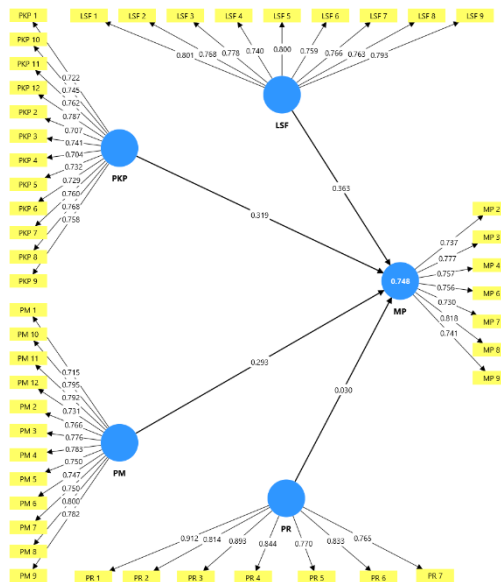 PKP 1
PKP 10
PKP 11
PKP 12
PKP 2
PKP 3
PKP 4
PKP 5
PKP 6
PKP 7
PKP 8
PKP 9
0.722
0.745
0.762
0.787
0.707
0.741
0.704
0.732
0.729
0.760
0.768
0.758
PKP
LSF 1
LSF 2
LSF 3
LSF 4
LSF 5
LSF 6
LSF 7
LSF 8
LSF 9
0.801
0.768
0.778
0.740
0.800
0.759
0.766
0.763
0.793
LSF
0.363
0.319
0.293
0.030
0.748
MP
MP 2
MP 3
MP 4
MP 6
MP 7
MP 8
MP 9
0.737
0.777
0.757
0.756
0.730
0.818
0.741
PM 1
PM 10
PM 11
PM 12
PM 2
PM 3
PM 4
PM 5
PM 6
PM 7
PM 8
PM 9
0.715
0.795
0.792
0.731
0.766
0.776
0.783
0.750
0.747
0.750
0.800
0.782
PM
PR
0.912
0.814
0.893
0.844
0.770
0.833
0.765
PR 1
PR 2
PR 3
PR 4
PR 5
PR 6
PR 7